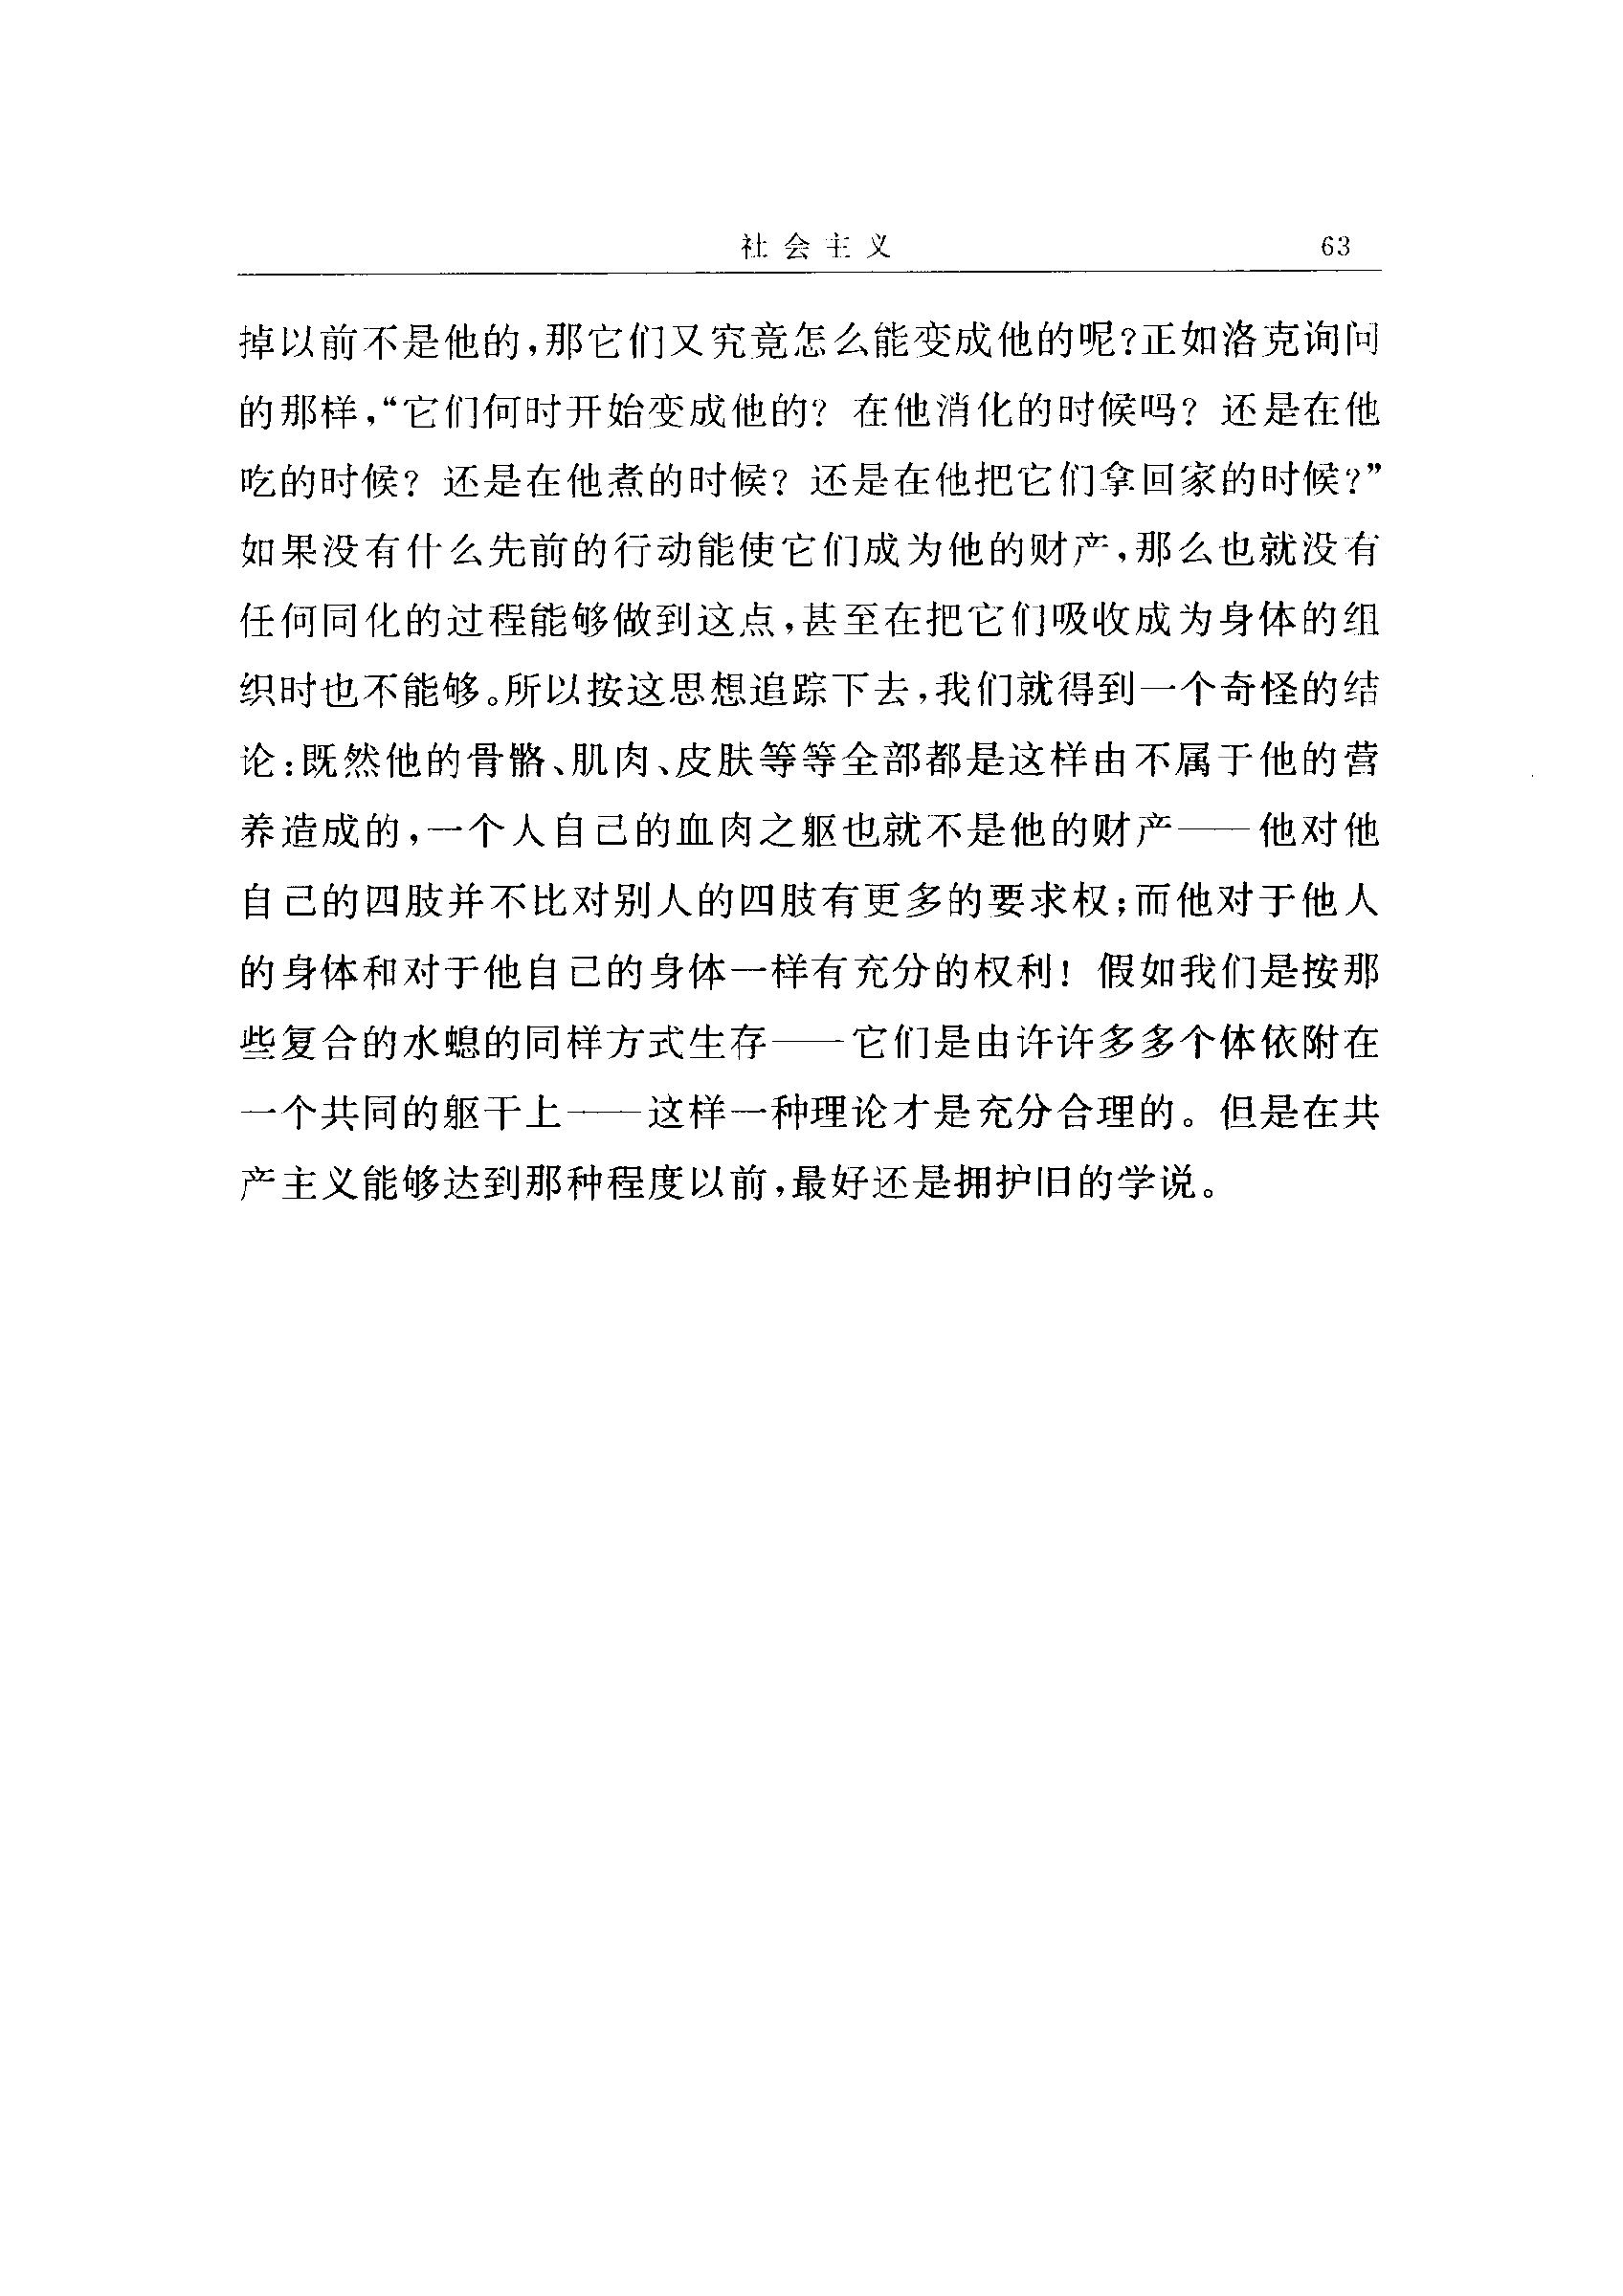 社会主义 63
掉以前不是他的，那它们又究竟怎么能变成他的呢？正如洛克询问
的那样，“它们何时开始变成他的？在他消化的时候吗？还是在他
吃的时候？还是在他煮的时候？还是在他把它们拿回家的时候？”
如果没有什么先前的行动能使它们成为他的财产，那么也就没有
任何同化的过程能够做到这点，甚至在把它们吸收成为身体的组
织时也不能够。所以按这思想追踪下去，我们就得到一个奇怪的结
论：既然他的骨骼、肌肉、皮肤等等全部都是这样由不属于他的营
养造成的，一个人自己的血肉之躯也就不是他的财产——他对他
自己的四肢并不比对别人的四肢有更多的要求权；而他对于他人
的身体和对于他自己的身体一样有充分的权利！假如我们是按那
些复合的水螅的同样方式生存——它们是由许许多多个体依附在
一个共同的躯干上——这样一种理论才是充分合理的。但是在共
产主义能够达到那种程度以前，最好还是拥护旧的学说。